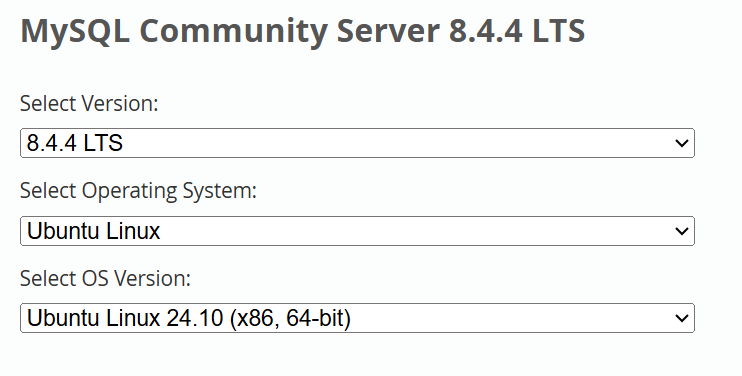 MySQL Community Server 8.4.4 LTS
Select Version:
8.4.4 LTS
Select Operating System:
Ubuntu Linux
Select OS Version:
Ubuntu Linux 24.10 (x86, 64-bit)